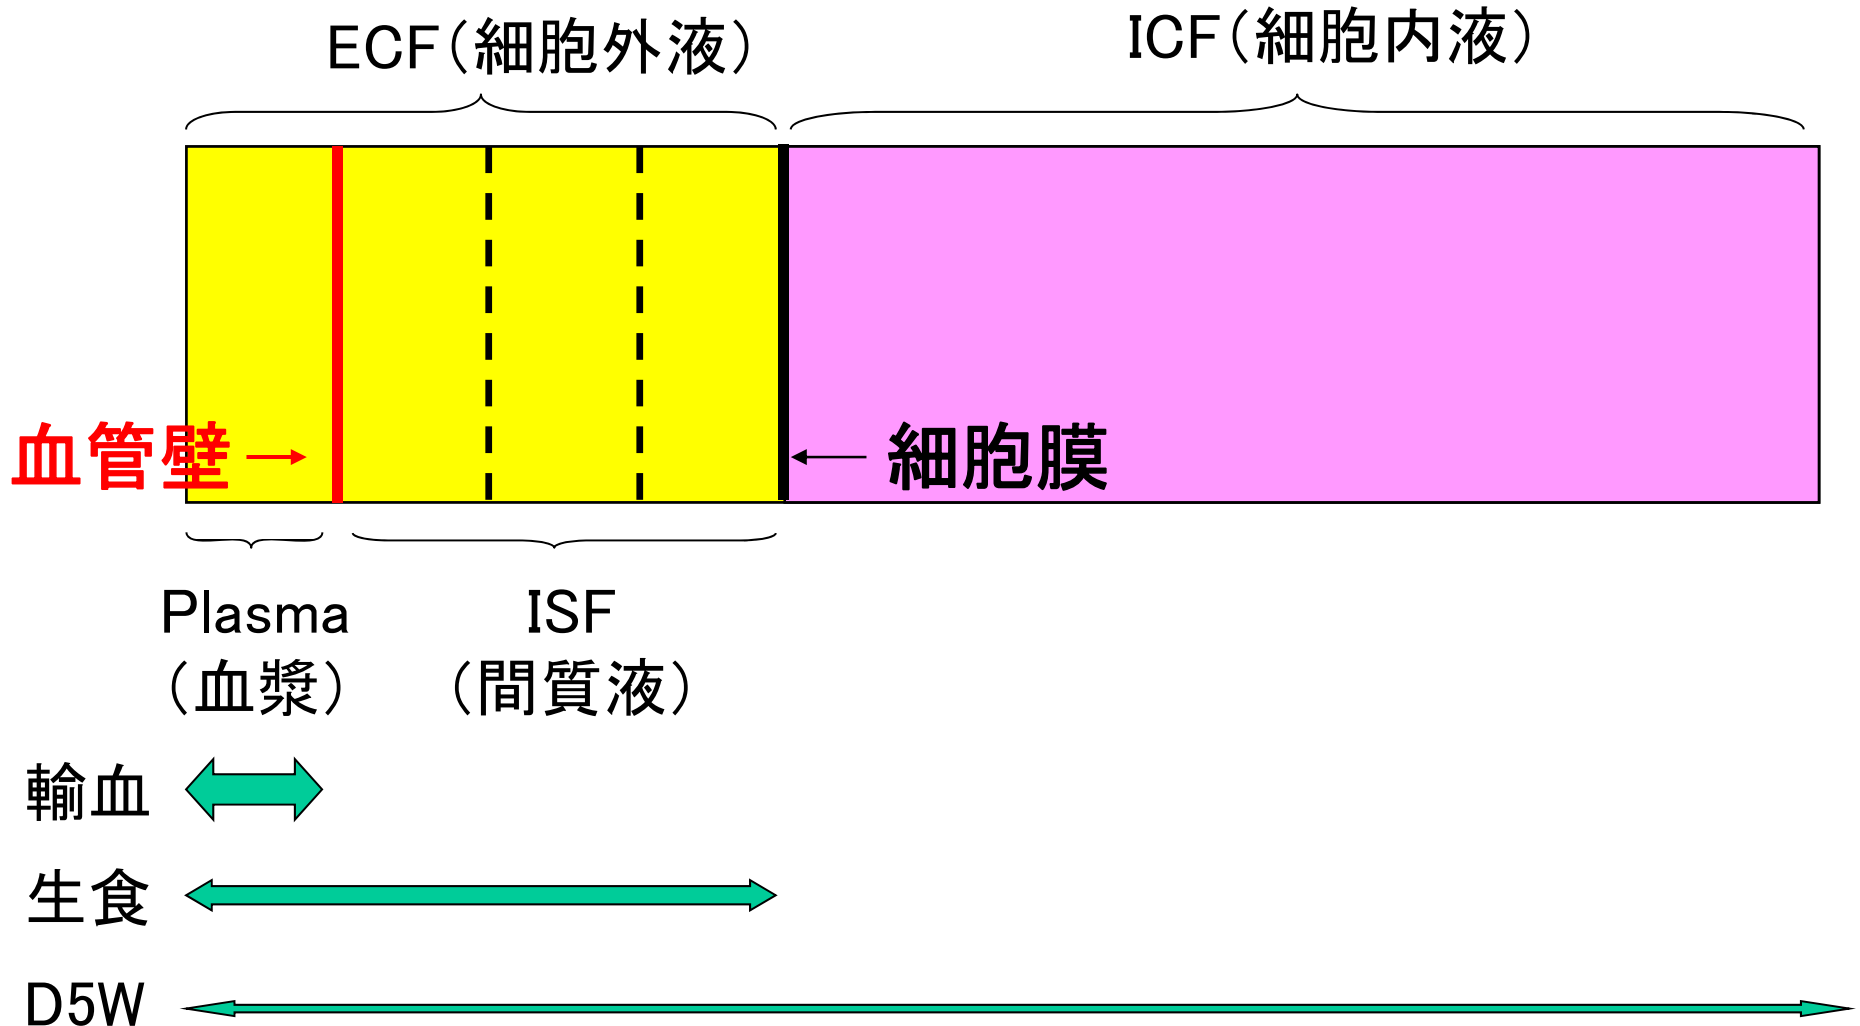 ECF（細胞外液）
ICF（細胞内液）
血管壁
細胞膜
Plasma
（血漿）
ISF
（間質液）
輸血
生食
D5W